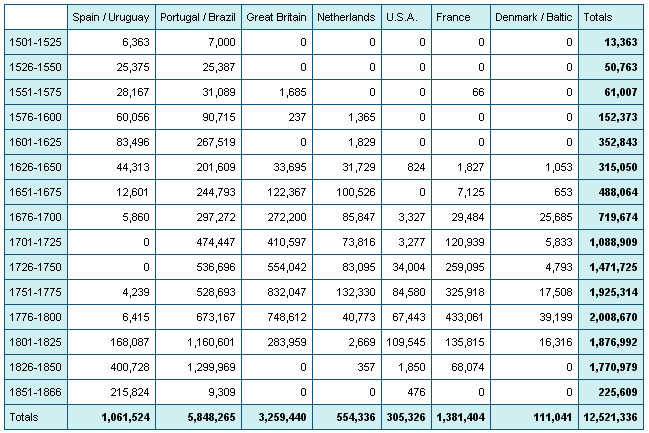 Spain / Uruguay Portugal / Brazil Great Britain Netherlands U.S.A. France Denmark / Baltic Totals
1501-1525 6,363 7,000 0 0 0 0 0 13,363
1526-1550 25,375 25,387 0 0 0 0 0 50,763
1551-1575 28,167 31,089 1,685 0 0 66 0 61,007
1576-1600 60,056 90,715 237 1,365 0 0 0 152,373
1601-1625 83,496 267,519 0 1,829 0 0 0 352,843
1626-1650 44,313 201,609 33,695 31,729 824 1,827 1,053 315,050
1651-1675 12,601 244,793 122,367 100,526 0 7,125 653 488,064
1676-1700 5,860 297,272 272,200 85,847 3,327 29,484 25,685 719,674
1701-1725 0 474,447 410,597 73,816 3,277 120,939 5,833 1,088,909
1726-1750 0 536,696 554,042 83,095 34,004 259,095 4,793 1,471,725
1751-1775 4,239 528,693 832,047 132,330 84,580 325,918 17,508 1,925,314
1776-1800 6,415 673,167 748,612 40,773 67,443 433,061 39,199 2,008,670
1801-1825 168,087 1,160,601 283,959 2,669 109,545 135,815 16,316 1,876,992
1826-1850 400,728 1,299,969 0 357 1,850 68,074 0 1,770,979
1851-1866 215,824 9,309 0 0 476 0 0 225,609
Totals 1,061,524 5,848,265 3,259,440 554,336 305,326 1,381,404 111,041 12,521,336